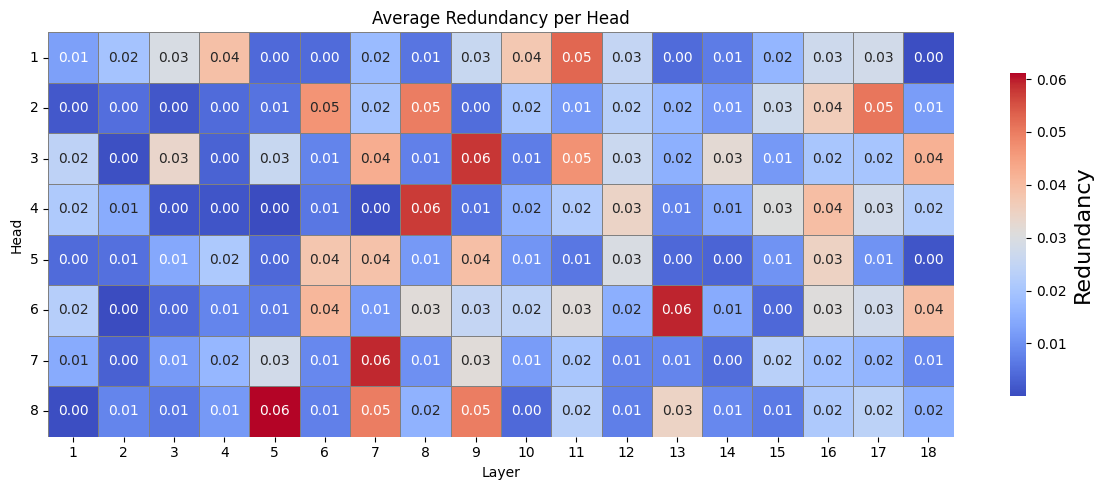 Average Redundancy per Head
1 0.01 0.02 0.03 0.04 0.00 0.00 0.02 0.01 0.03 0.04 0.05 0.03 0.00 0.01 0.02 0.03 0.03 0.00
2 0.00 0.00 0.00 0.00 0.01 0.05 0.02 0.05 0.00 0.02 0.01 0.02 0.02 0.01 0.03 0.04 0.05 0.01
3 0.02 0.00 0.03 0.00 0.03 0.01 0.04 0.01 0.06 0.01 0.05 0.03 0.02 0.03 0.01 0.02 0.02 0.04
4 0.02 0.01 0.00 0.00 0.00 0.01 0.00 0.06 0.01 0.02 0.02 0.03 0.01 0.01 0.03 0.04 0.03 0.02
5 0.00 0.01 0.01 0.02 0.00 0.04 0.04 0.01 0.04 0.01 0.01 0.03 0.00 0.00 0.01 0.03 0.01 0.00
6 0.02 0.00 0.00 0.01 0.01 0.04 0.01 0.03 0.03 0.02 0.03 0.02 0.06 0.01 0.00 0.03 0.03 0.04
7 0.01 0.00 0.01 0.02 0.03 0.01 0.06 0.01 0.03 0.01 0.02 0.01 0.01 0.00 0.02 0.02 0.02 0.01
8 0.00 0.01 0.01 0.01 0.06 0.01 0.05 0.02 0.05 0.00 0.02 0.01 0.03 0.01 0.01 0.02 0.02 0.02
Head
1 2 3 4 5 6 7 8 9 10 11 12 13 14 15 16 17 18
Layer
0.06
0.05
0.04
0.03
0.02
0.01
Redundancy